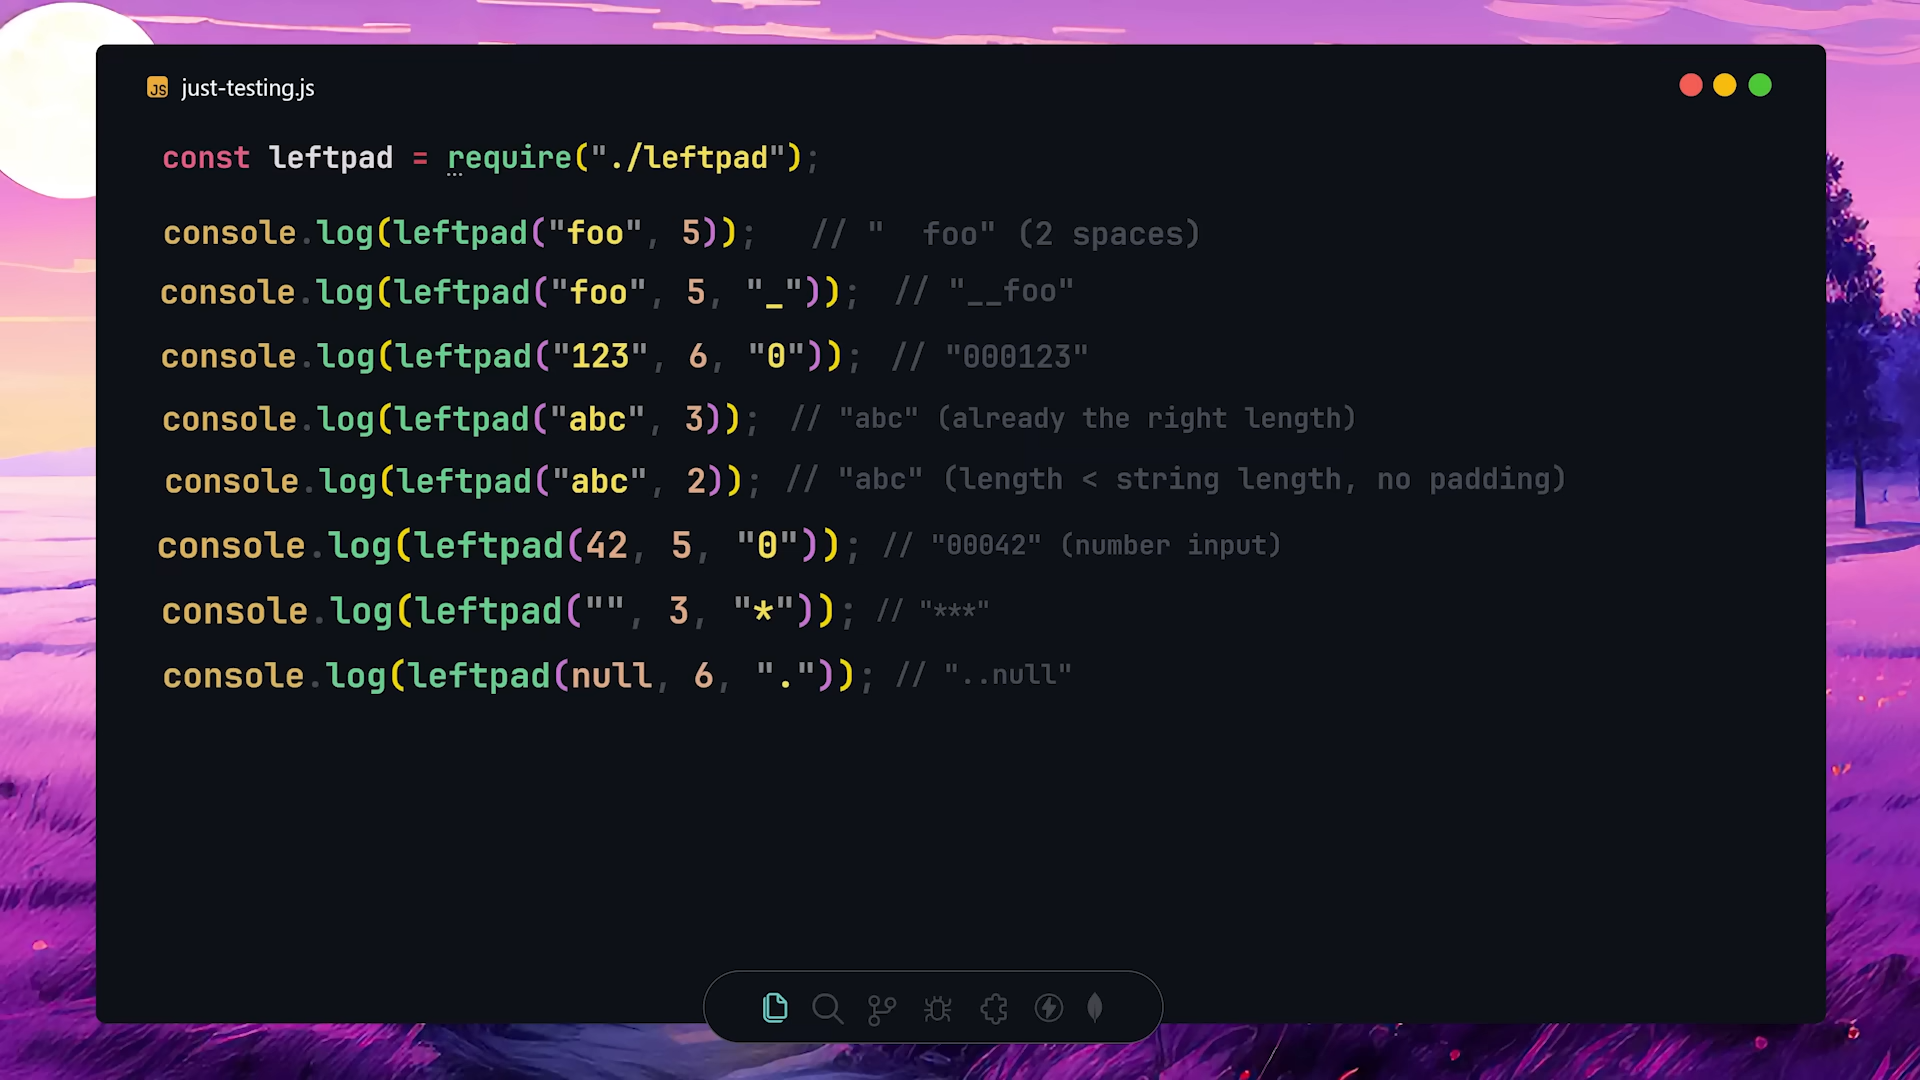 JS just-testing.js
const leftpad = require("./leftpad");
console.log(leftpad("foo", 5));   // "  foo" (2 spaces)
console.log(leftpad("foo", 5, "_"));  // "__foo"
console.log(leftpad("123", 6, "0"));  // "000123"
console.log(leftpad("abc", 3));  // "abc" (already the right length)
console.log(leftpad("abc", 2)); // "abc" (length < string length, no padding)
console.log(leftpad(42, 5, "0")); // "00042" (number input)
console.log(leftpad("", 3, "*")); // "***"
console.log(leftpad(null, 6, ".")); // "..null"